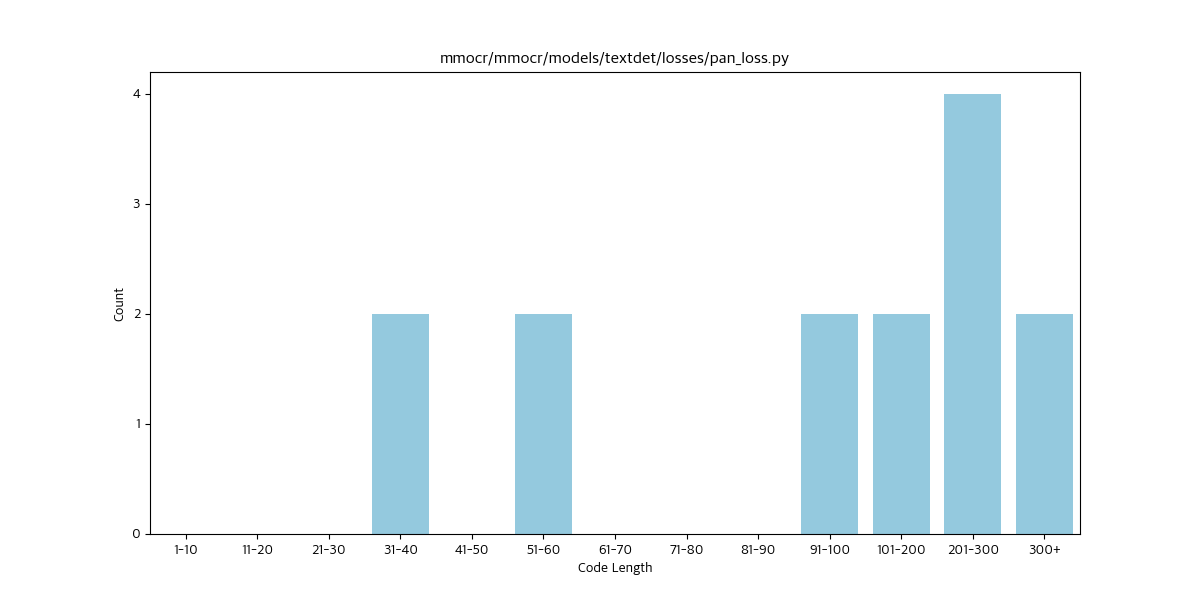 mmocr/mmocr/models/textdet/losses/pan_loss.py
4
3
2
1
0
Count
1-10 11-20 21-30 31-40 41-50 51-60 61-70 71-80 81-90 91-100 101-200 201-300 300+
Code Length